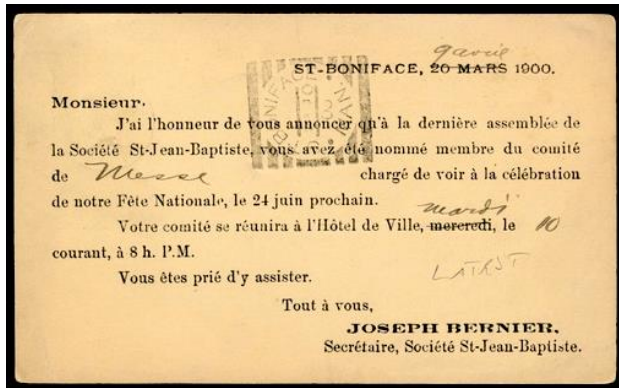 ST-BONIFACE, 20 MARS 1900.
Monsieur.
J'ai l'honneur de vous annoncer qu'à la dernière assemblée de
la Société St-Jean-Baptiste, vous avez été nommé membre du comité
de Messe chargé de voir à la célébration
de notre Fête Nationale, le 24 juin prochain.
mardi
Votre comité se réunira à l'Hôtel de Ville, mercredi, le 10
courant, à 8 h. P.M.
LATEST
Vous êtes prié d'y assister.
Tout à vous,
JOSEPH BERNIER,
Secrétaire, Société St-Jean-Baptiste.